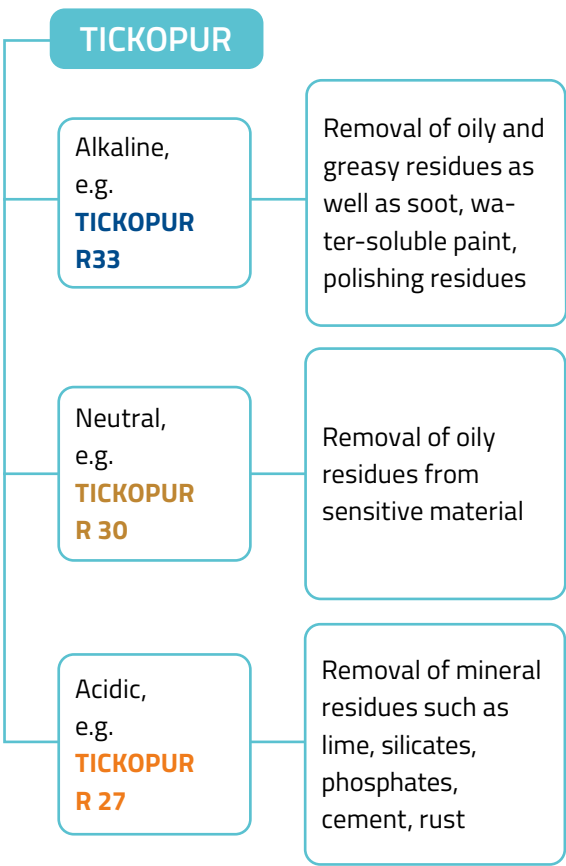 TICKOPUR
Alkaline,
e.g.
TICKOPUR
R33
Removal of oily and
greasy residues as
well as soot, wa-
ter-soluble paint,
polishing residues
Neutral,
e.g.
TICKOPUR
R 30
Removal of oily
residues from
sensitive material
Acidic,
e.g.
TICKOPUR
R 27
Removal of mineral
residues such as
lime, silicates,
phosphates,
cement, rust